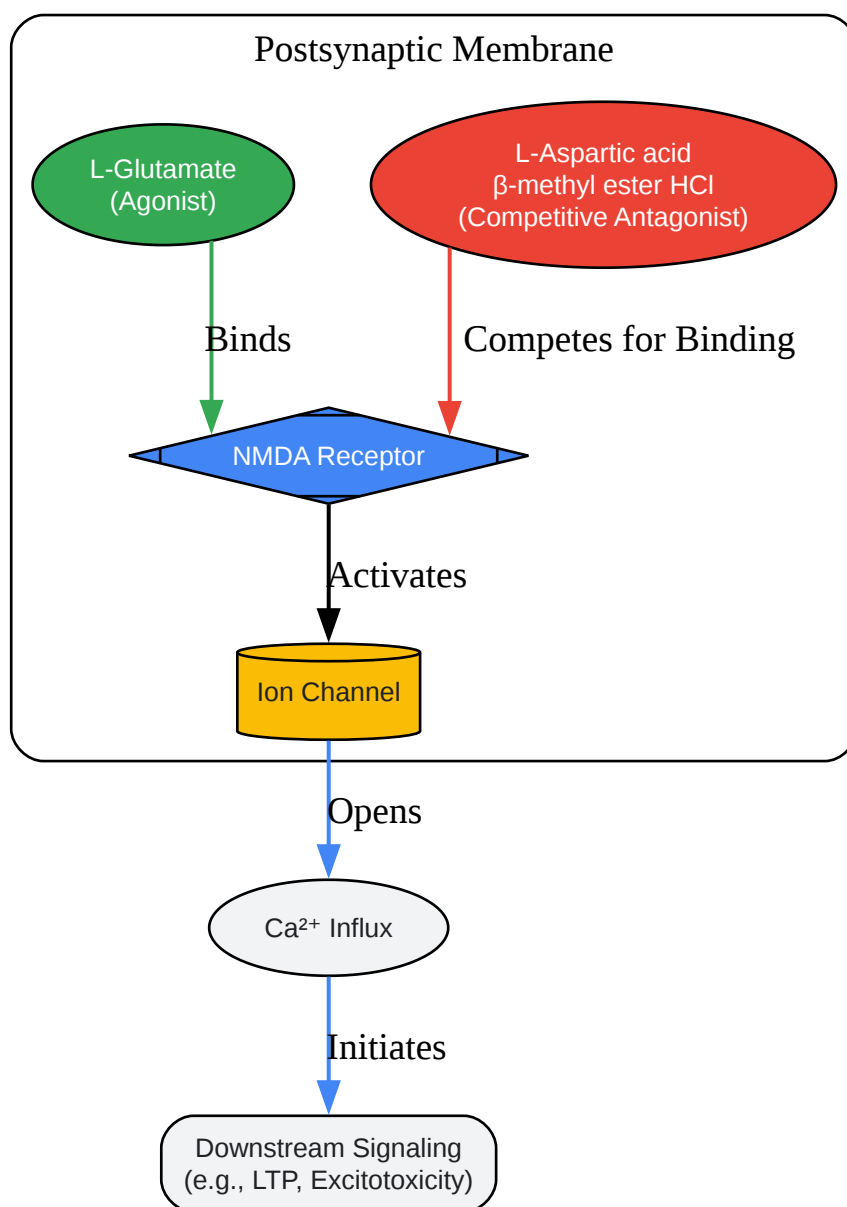 Postsynaptic Membrane
L-Glutamate
(Agonist)
L-Aspartic acid
β-methyl ester HCl
(Competitive Antagonist)
Binds
Competes for Binding
NMDA Receptor
Activates
Ion Channel
Opens
Ca²⁺ Influx
Initiates
Downstream Signaling
(e.g., LTP, Excitotoxicity)